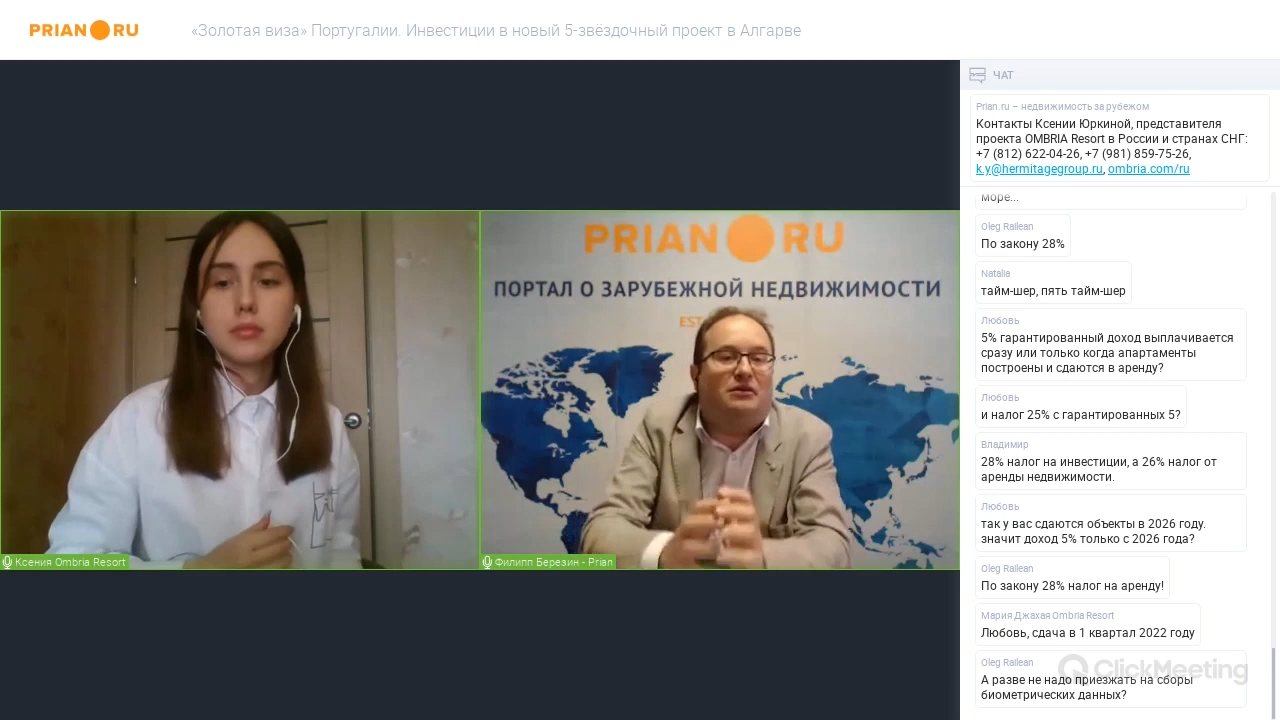 PRIAN RU
«Золотая виза» Португалии. Инвестиции в новый 5-звёздочный проект в Алгарве
PRIAN RU
ПОРТАЛ О ЗАРУБЕЖНОЙ НЕДВИЖИМОСТИ
Ксения Ombria Resort
Филипп Березин - Prian
ЧАТ
Prian.ru – недвижимость за рубежом
Контакты Ксении Юркиной, представителя
проекта OMBRIA Resort в России и странах СНГ:
+7 (812) 622-04-26, +7 (981) 859-75-26,
k.y@hermitagegroup.ru, ombria.com/ru
море...
Oleg Railean
По закону 28%
Natalia
тайм-шер, пять тайм-шер
Любовь
5% гарантированный доход выплачивается
сразу или только когда апартаменты
построены и сдаются в аренду?
Любовь
и налог 25% с гарантированных 5?
Владимир
28% налог на инвестиции, а 26% налог от
аренды недвижимости.
Любовь
так у вас сдаются объекты в 2026 году.
значит доход 5% только с 2026 года?
Oleg Railean
По закону 28% налог на аренду!
Мария Джахая Ombria Resort
Любовь, сдача в 1 квартал 2022 году
Oleg Railean
А разве не надо приезжать на сборы
биометрических данных?
ClickMeeting